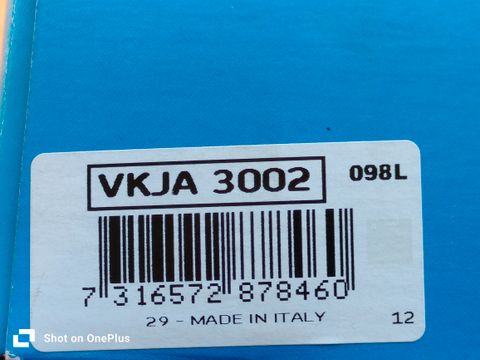 VKJA 3002 098L
7 316572 878460
29 - MADE IN ITALY 12
Shot on OnePlus